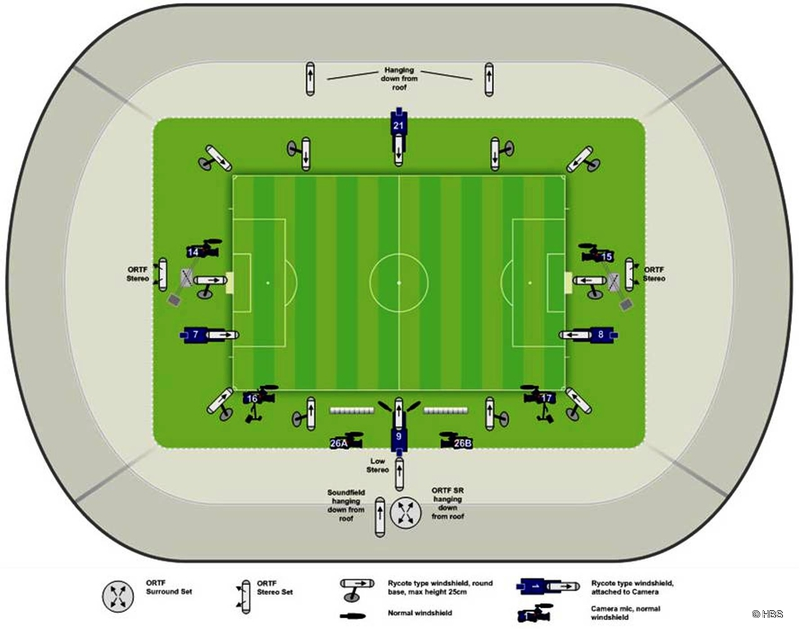 Hanging
down from
roof
21
14
15
ORTF
Stereo
ORTF
Stereo
7
8
16
17
9
26A
26B
Low
Stereo
Soundfield
hanging
down from
roof
ORTF SR
hanging
down
from roof
ORTF
Surround Set
ORTF
Stereo Set
Rycote type windshield, round
base, max height 25cm
Normal windshield
Rycote type windshield,
attached to Camera
Camera mic, normal
windshield
© HBS